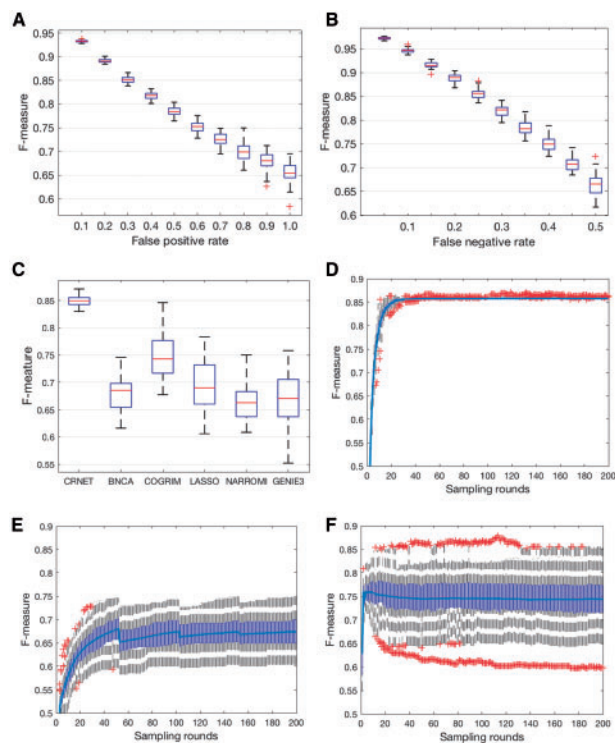 A
F-measure
0.95
0.9
0.85
0.8
0.75
0.7
0.65
0.6
0.1 0.2 0.3 0.4 0.5 0.6 0.7 0.8 0.9 1.0
False positive rate
B
F-measure
0.95
0.9
0.85
0.8
0.75
0.7
0.65
0.6
0.1 0.2 0.3 0.4 0.5
False negative rate
C
F-meature
0.85
0.8
0.75
0.7
0.65
0.6
0.55
CRNET BNCA COGRIM LASSO NARROMI GENIE3
D
F-measure
0.9
0.85
0.8
0.75
0.7
0.65
0.6
0.55
0.5
0 20 40 60 80 100 120 140 160 180 200
Sampling rounds
E
F-measure
0.9
0.85
0.8
0.75
0.7
0.65
0.6
0.55
0.5
0 20 40 60 80 100 120 140 160 180 200
Sampling rounds
F
F-measure
0.9
0.85
0.8
0.75
0.7
0.65
0.6
0.55
0.5
0 20 40 60 80 100 120 140 160 180 200
Sampling rounds